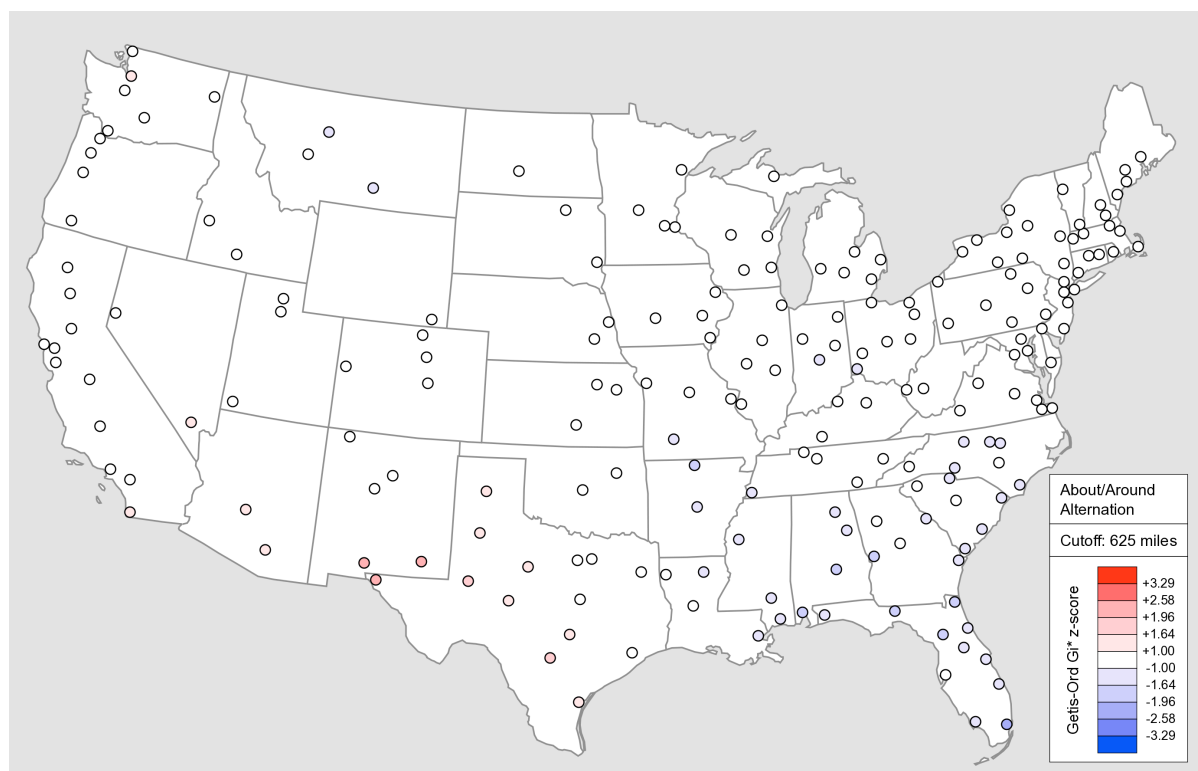 About/Around
Alternation
Cutoff: 625 miles
Getis-Ord Gi* z-score
+3.29
+2.58
+1.96
+1.64
+1.00
-1.00
-1.64
-1.96
-2.58
-3.29